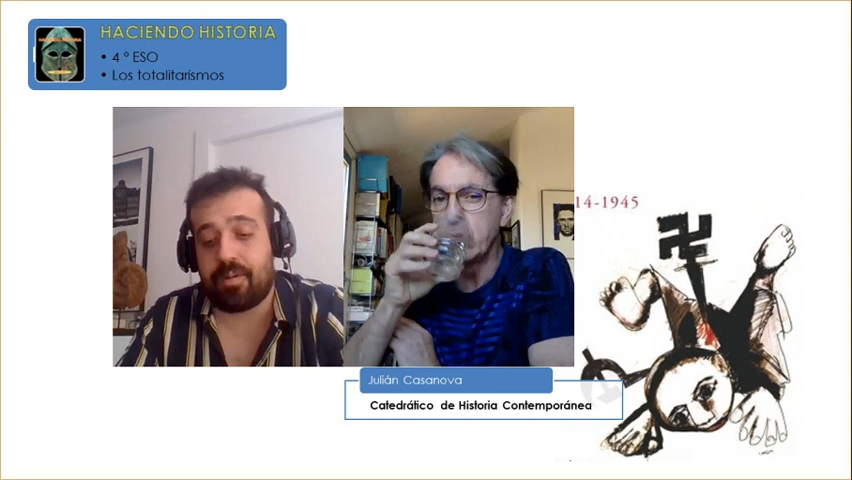 HACIENDO HISTORIA
• 4 º ESO
• Los totalitarismos
14-1945
Julián Casanova
Catedrático de Historia Contemporánea